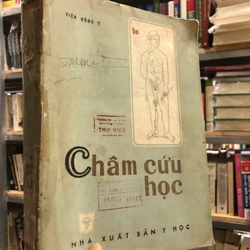 VIỆN ĐÔNG Y
THƯ VIỆN
Châm cứu
học
NHÀ XUẤT BẢN Y HỌC